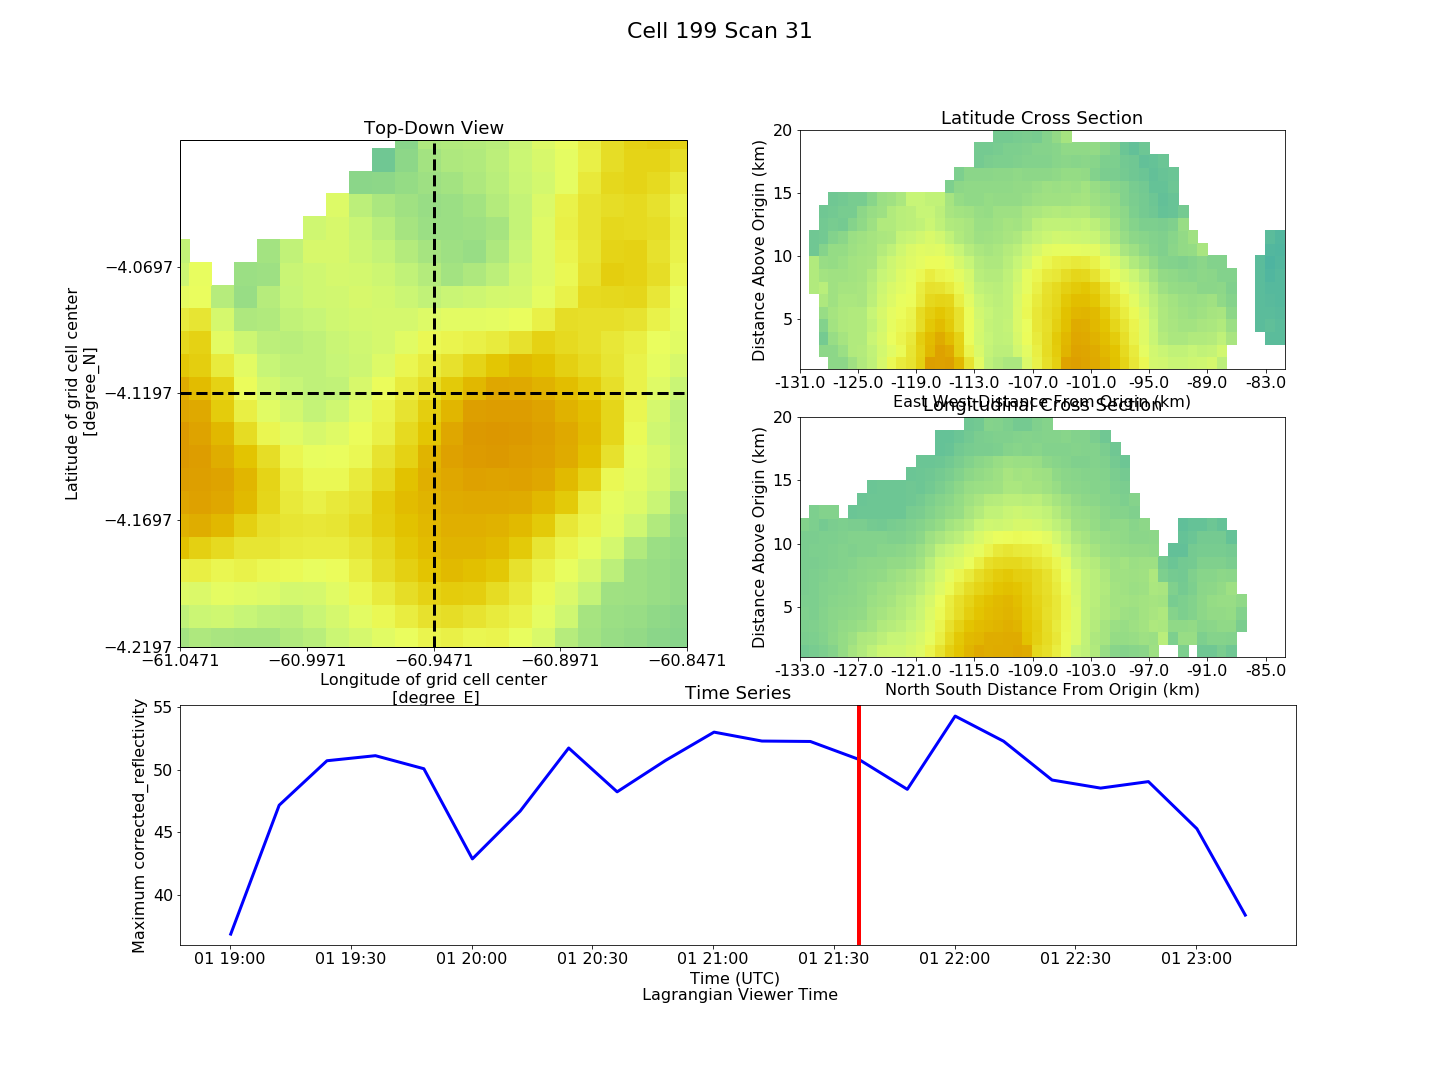 Cell 199 Scan 31
Top-Down View
−4.0697
−4.1197
−4.1697
−4.2197
Latitude of grid cell center
[degree_N]
−61.0471 −60.9971 −60.9471 −60.8971 −60.8471
Longitude of grid cell center
[degree_E]
Latitude Cross Section
20
15
10
5
Distance Above Origin (km)
-131.0 -125.0 -119.0 -113.0 -107.0 -101.0 -95.0 -89.0 -83.0
East West Distance From Origin (km)
Longitudinal Cross Section
20
15
10
5
Distance Above Origin (km)
-133.0 -127.0 -121.0 -115.0 -109.0 -103.0 -97.0 -91.0 -85.0
North South Distance From Origin (km)
Time Series
55
50
45
40
Maximum corrected_reflectivity
01 19:00 01 19:30 01 20:00 01 20:30 01 21:00 01 21:30 01 22:00 01 22:30 01 23:00
Time (UTC)
Lagrangian Viewer Time